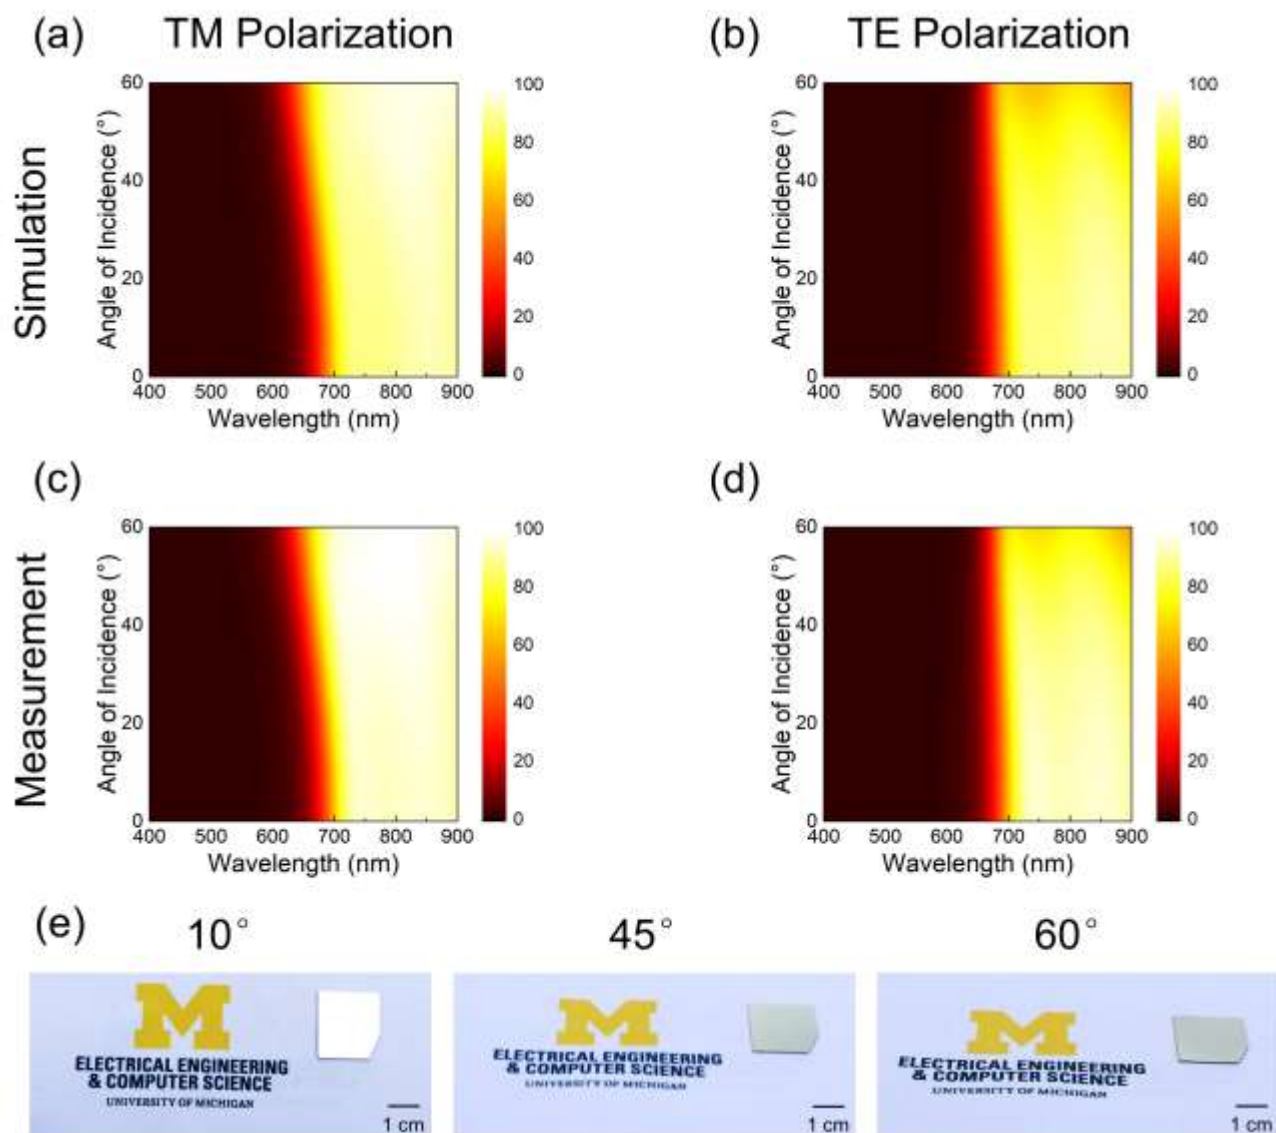 (a) TM Polarization
(b) TE Polarization
Simulation
Angle of Incidence (°)
60
40
20
0
400 500 600 700 800 900
Wavelength (nm)
100
80
60
40
20
0
Angle of Incidence (°)
60
40
20
0
400 500 600 700 800 900
Wavelength (nm)
100
80
60
40
20
0
Measurement
(c)
Angle of Incidence (°)
60
40
20
0
400 500 600 700 800 900
Wavelength (nm)
100
80
60
40
20
0
(d)
Angle of Incidence (°)
60
40
20
0
400 500 600 700 800 900
Wavelength (nm)
100
80
60
40
20
0
(e)
10°
M
ELECTRICAL ENGINEERING
& COMPUTER SCIENCE
UNIVERSITY OF MICHIGAN
1 cm
45°
M
ELECTRICAL ENGINEERING
& COMPUTER SCIENCE
UNIVERSITY OF MICHIGAN
1 cm
60°
M
ELECTRICAL ENGINEERING
& COMPUTER SCIENCE
UNIVERSITY OF MICHIGAN
1 cm